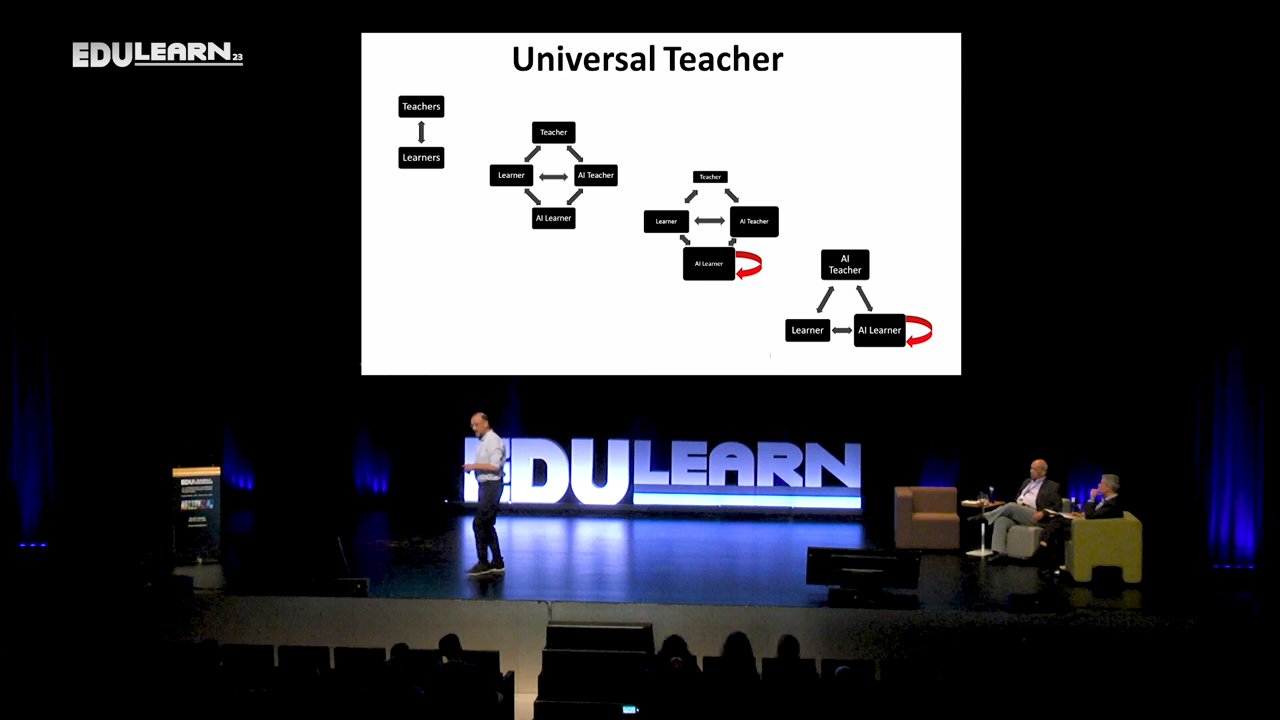 EDULEARN23
Universal Teacher
Teachers
Learners
Teacher
Learner
AI Teacher
AI Learner
Teacher
Learner
AI Teacher
AI Learner
AI
Teacher
Learner
AI Learner
EDULEARN